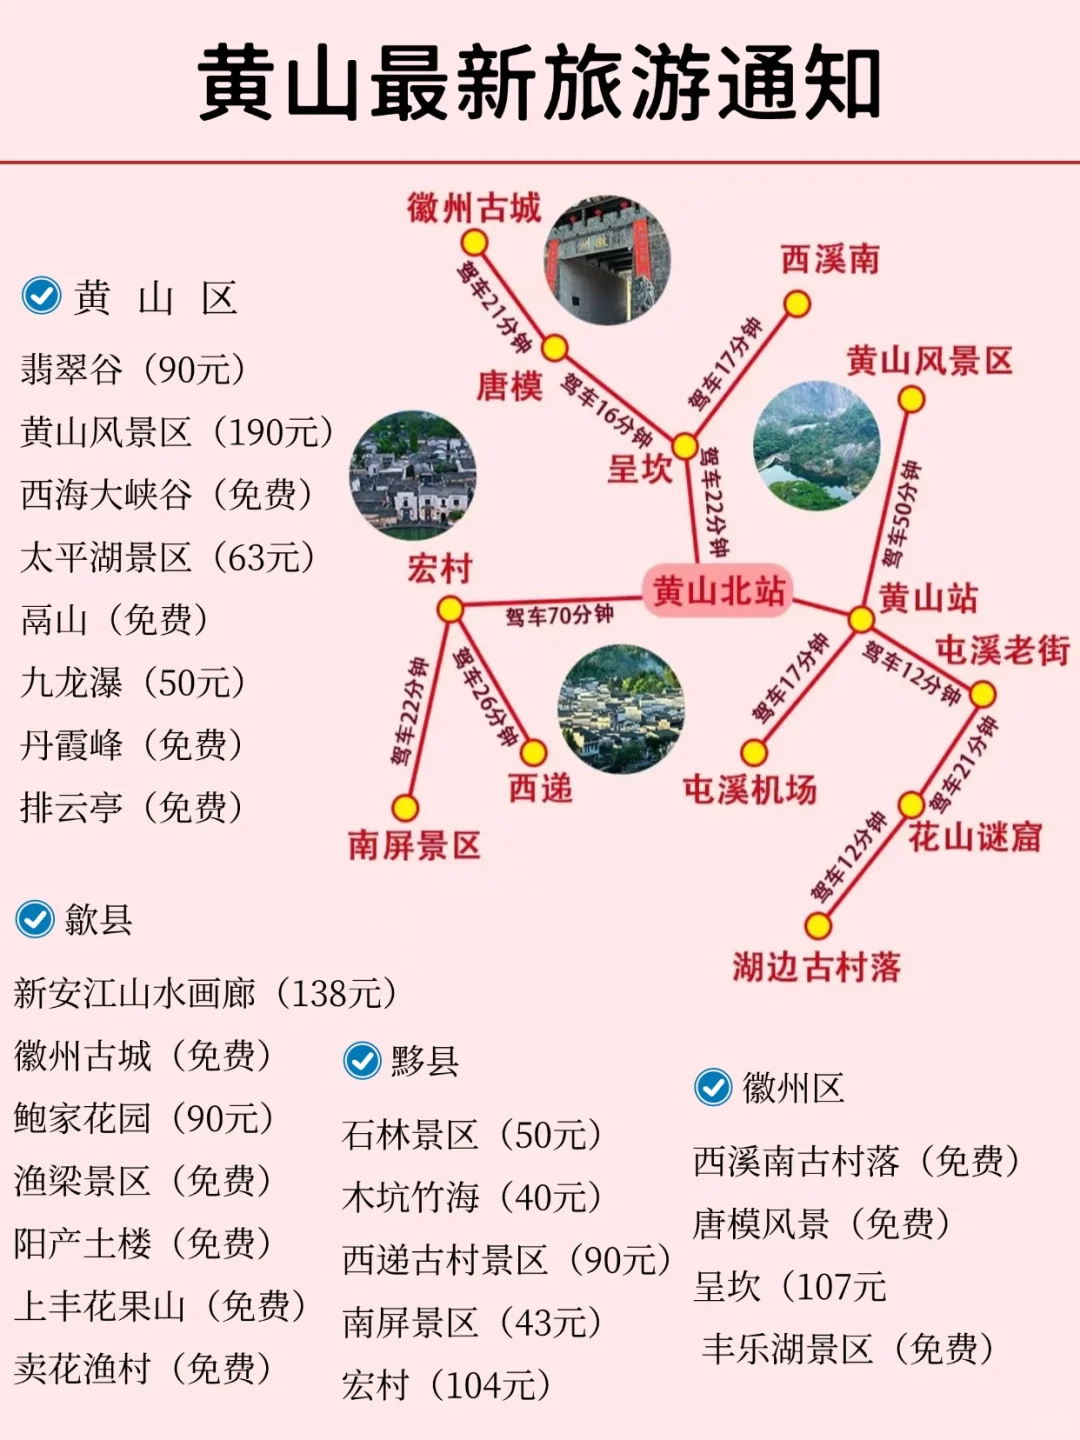 黄山最新旅游通知
徽州古城
西溪南
黄山风景区
驾车21分钟
唐模
驾车16分钟
驾车17分钟
呈坎
驾车22分钟
驾车50分钟
宏村
驾车70分钟
黄山北站
黄山站
屯溪老街
驾车12分钟
驾车17分钟
驾车22分钟
驾车26分钟
西递
屯溪机场
驾车21分钟
南屏景区
花山谜窟
驾车12分钟
湖边古村落
黄 山 区
翡翠谷（90元）
黄山风景区（190元）
西海大峡谷（免费）
太平湖景区（63元）
鬲山（免费）
九龙瀑（50元）
丹霞峰（免费）
排云亭（免费）
歙县
新安江山水画廊（138元）
徽州古城（免费）
鲍家花园（90元）
渔梁景区（免费）
阳产土楼（免费）
上丰花果山（免费）
卖花渔村（免费）
黟县
石林景区（50元）
木坑竹海（40元）
西递古村景区（90元）
南屏景区（43元）
宏村（104元）
徽州区
西溪南古村落（免费）
唐模风景（免费）
呈坎（107元
丰乐湖景区（免费）